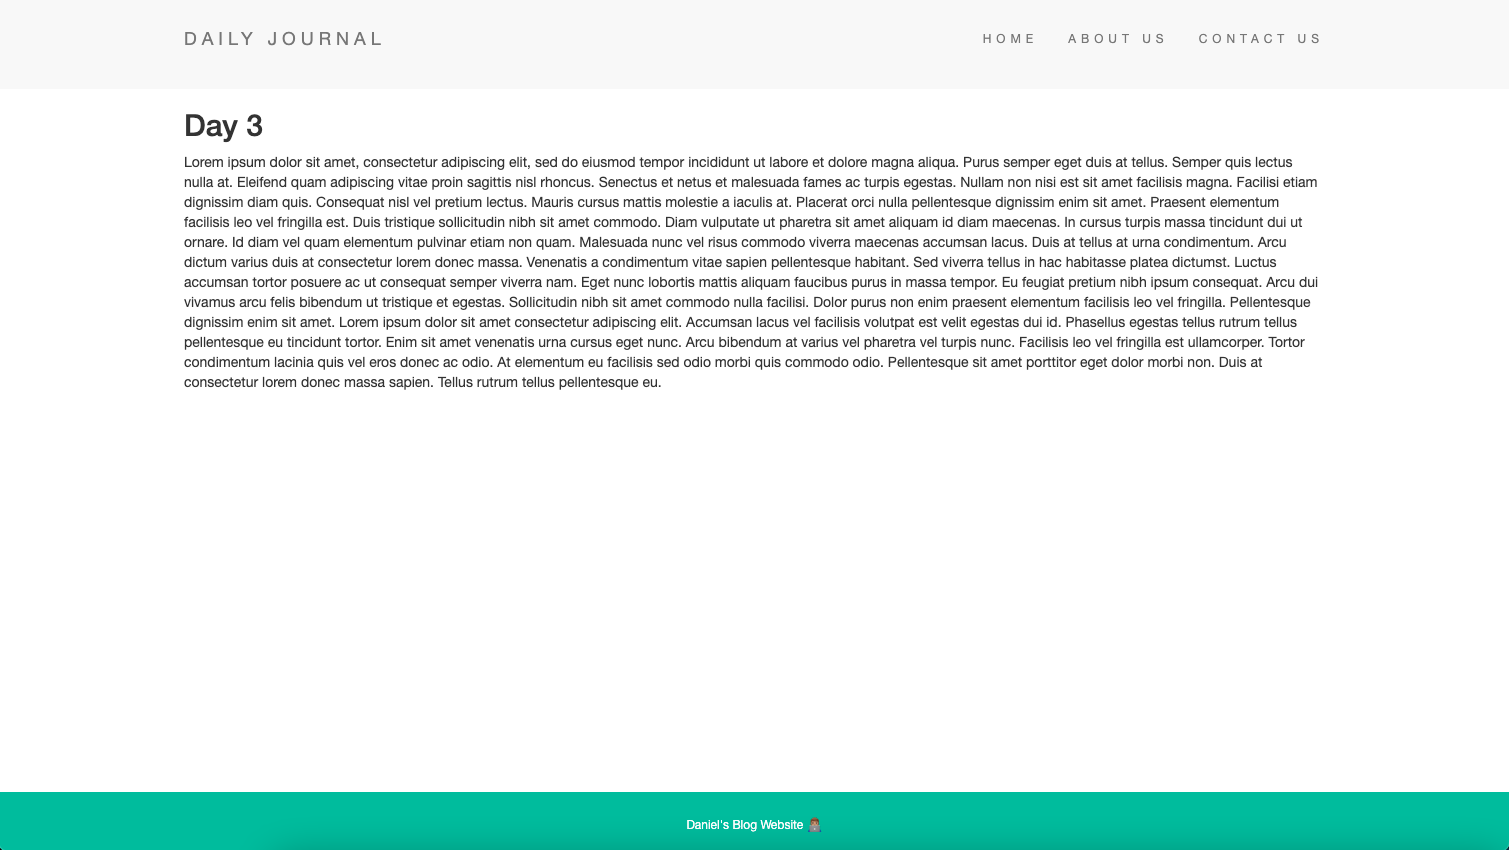 DAILY JOURNAL
HOME ABOUT US CONTACT US
Day 3
Lorem ipsum dolor sit amet, consectetur adipiscing elit, sed do eiusmod tempor incididunt ut labore et dolore magna aliqua. Purus semper eget duis at tellus. Semper quis lectus
nulla at. Eleifend quam adipiscing vitae proin sagittis nisl rhoncus. Senectus et netus et malesuada fames ac turpis egestas. Nullam non nisi est sit amet facilisis magna. Facilisi etiam
dignissim diam quis. Consequat nisl vel pretium lectus. Mauris cursus mattis molestie a iaculis at. Placerat orci nulla pellentesque dignissim enim sit amet. Praesent elementum
facilisis leo vel fringilla est. Duis tristique sollicitudin nibh sit amet commodo. Diam vulputate ut pharetra sit amet aliquam id diam maecenas. In cursus turpis massa tincidunt dui ut
ornare. Id diam vel quam elementum pulvinar etiam non quam. Malesuada nunc vel risus commodo viverra maecenas accumsan lacus. Duis at tellus at urna condimentum. Arcu
dictum varius duis at consectetur lorem donec massa. Venenatis a condimentum vitae sapien pellentesque habitant. Sed viverra tellus in hac habitasse platea dictumst. Luctus
accumsan tortor posuere ac ut consequat semper viverra nam. Eget nunc lobortis mattis aliquam faucibus purus in massa tempor. Eu feugiat pretium nibh ipsum consequat. Arcu dui
vivamus arcu felis bibendum ut tristique et egestas. Sollicitudin nibh sit amet commodo nulla facilisi. Dolor purus non enim praesent elementum facilisis leo vel fringilla. Pellentesque
dignissim enim sit amet. Lorem ipsum dolor sit amet consectetur adipiscing elit. Accumsan lacus vel facilisis volutpat est velit egestas dui id. Phasellus egestas tellus rutrum tellus
pellentesque eu tincidunt tortor. Enim sit amet venenatis urna cursus eget nunc. Arcu bibendum at varius vel pharetra vel turpis nunc. Facilisis leo vel fringilla est ullamcorper. Tortor
condimentum lacinia quis vel eros donec ac odio. At elementum eu facilisis sed odio morbi quis commodo odio. Pellentesque sit amet porttitor eget dolor morbi non. Duis at
consectetur lorem donec massa sapien. Tellus rutrum tellus pellentesque eu.
Daniel's Blog Website